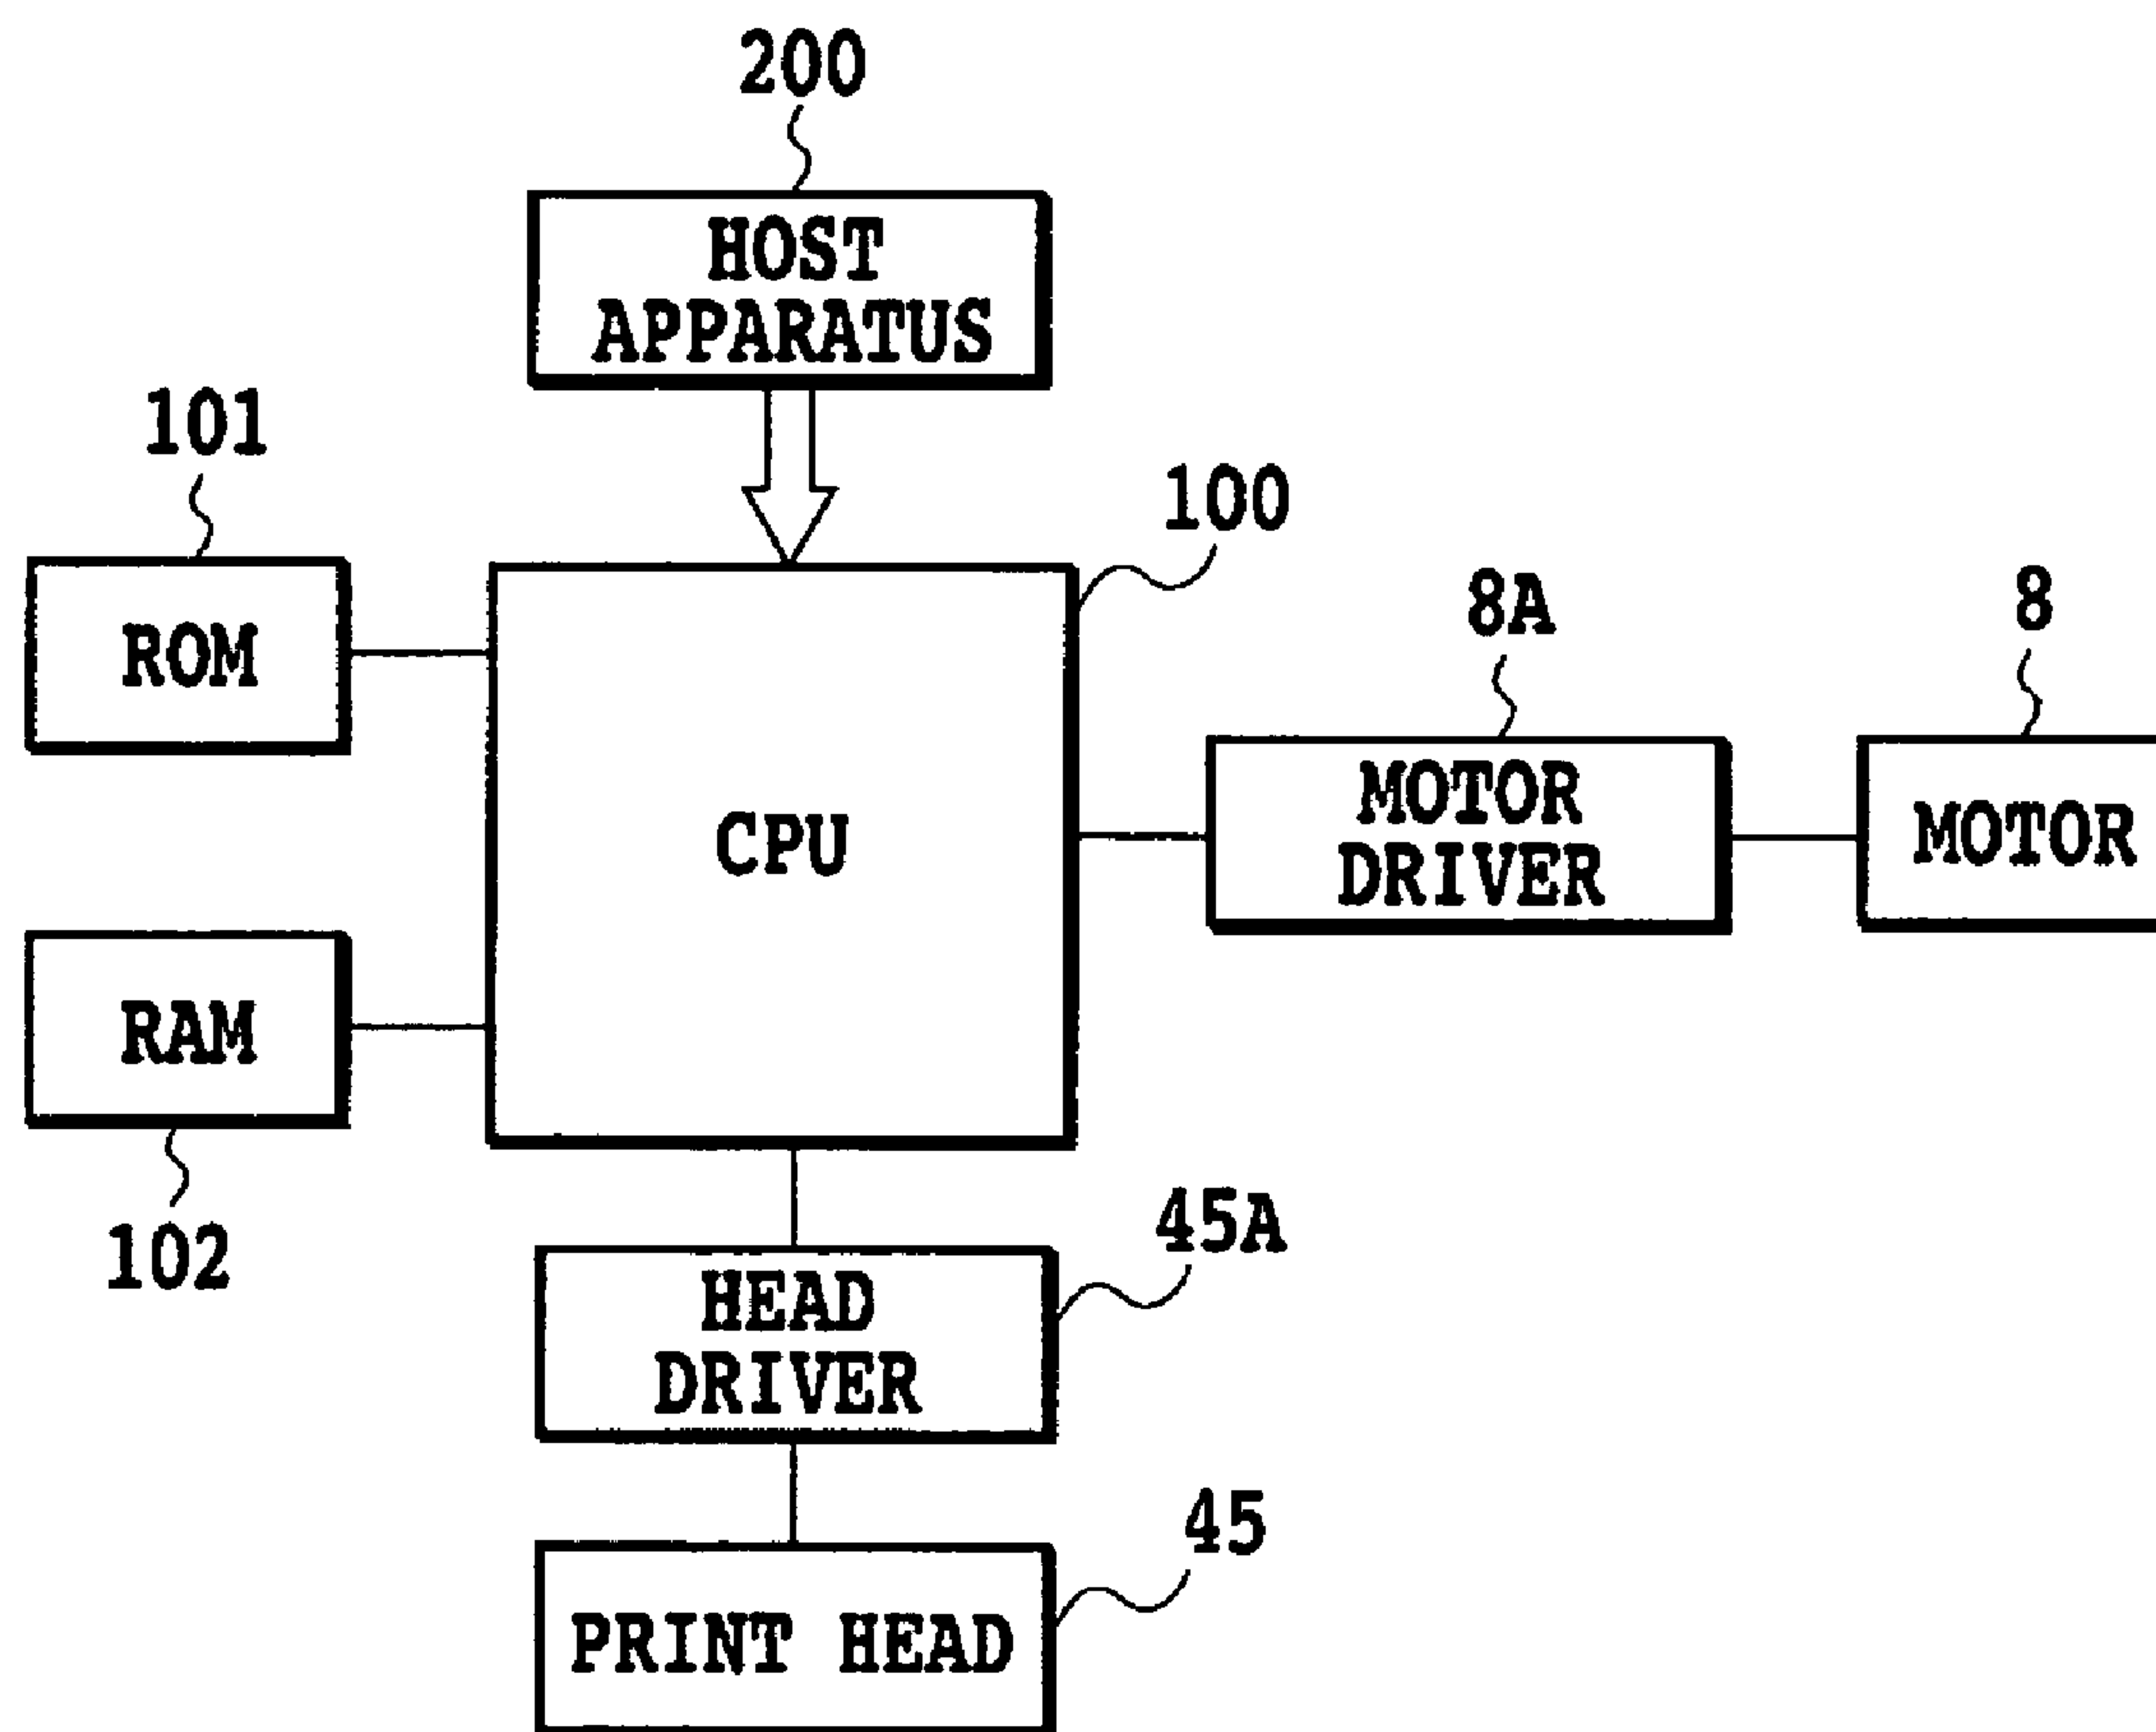 200
HOST
APPARATUS
101
100
ROM
8A
8
CPU
MOTOR
DRIVER
MOTOR
RAM
102
45A
HEAD
DRIVER
45
PRINT HEAD